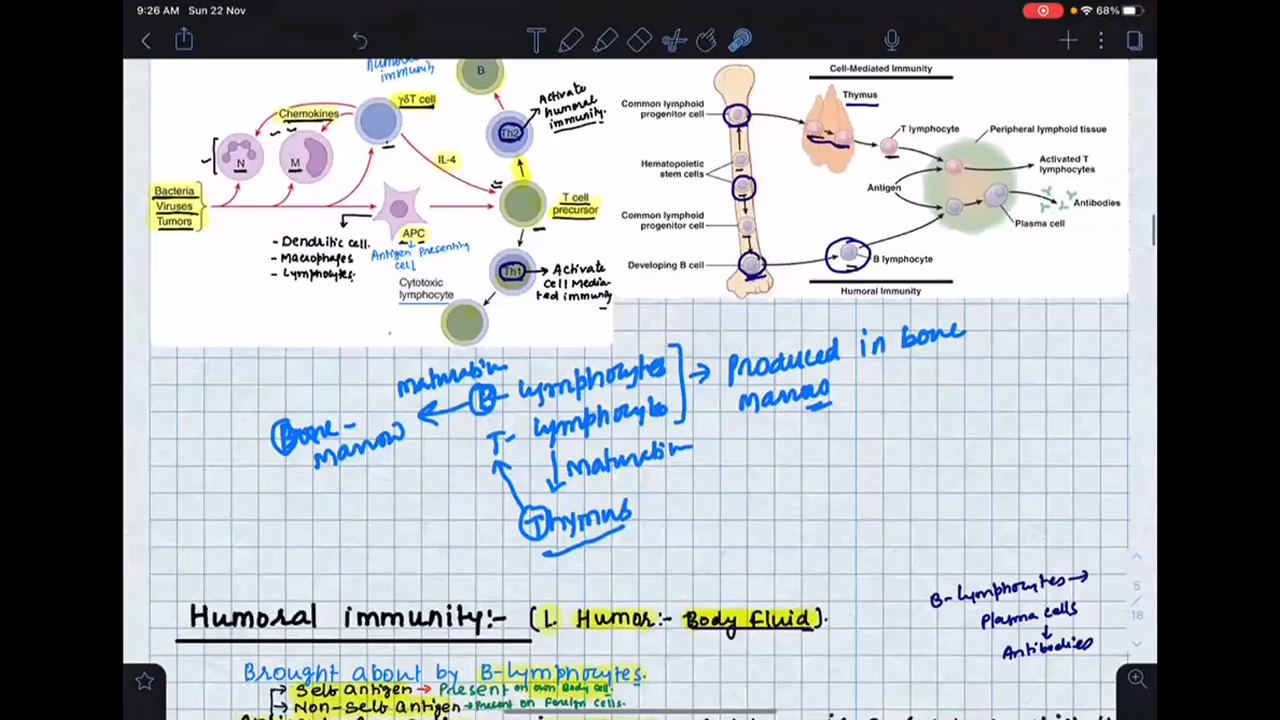 9:26 AM Sun 22 Nov
68%
Humoral
immunity
B
γδT cell
Activate
humoral
immunity.
Chemokines
Th2
N
M
IL-4
Bacteria
Viruses
Tumors
T cell
precursor
APC
Antigen Presenting
cell
- Dendritic cell.
- Macrophages
- Lymphocytes.
Th1
Activate
Cell Media-
ted immunity
Cytotoxic
lymphocyte
Cell-Mediated Immunity
Common lymphoid
progenitor cell
Thymus
T lymphocyte
Peripheral lymphoid tissue
Hematopoietic
stem cells
Antigen
Activated T
lymphocytes
Antibodies
Common lymphoid
progenitor cell
Plasma cell
Developing B cell
B lymphocyte
Humoral Immunity
maturation
B- Lymphocytes
Produced in bone
marrow
Bone-
marrow
T- lymphocytes
Maturation
Thymus
B-Lymphocytes →
Plasma cells
↓
Antibodies
5
/
18
Humoral immunity:- (L. Humor:- Body Fluid).
Brought about by B-lymphocytes.
Self Antigen → Present on own Body cell.
Non-Self Antigen → Present on Foreign Cells.